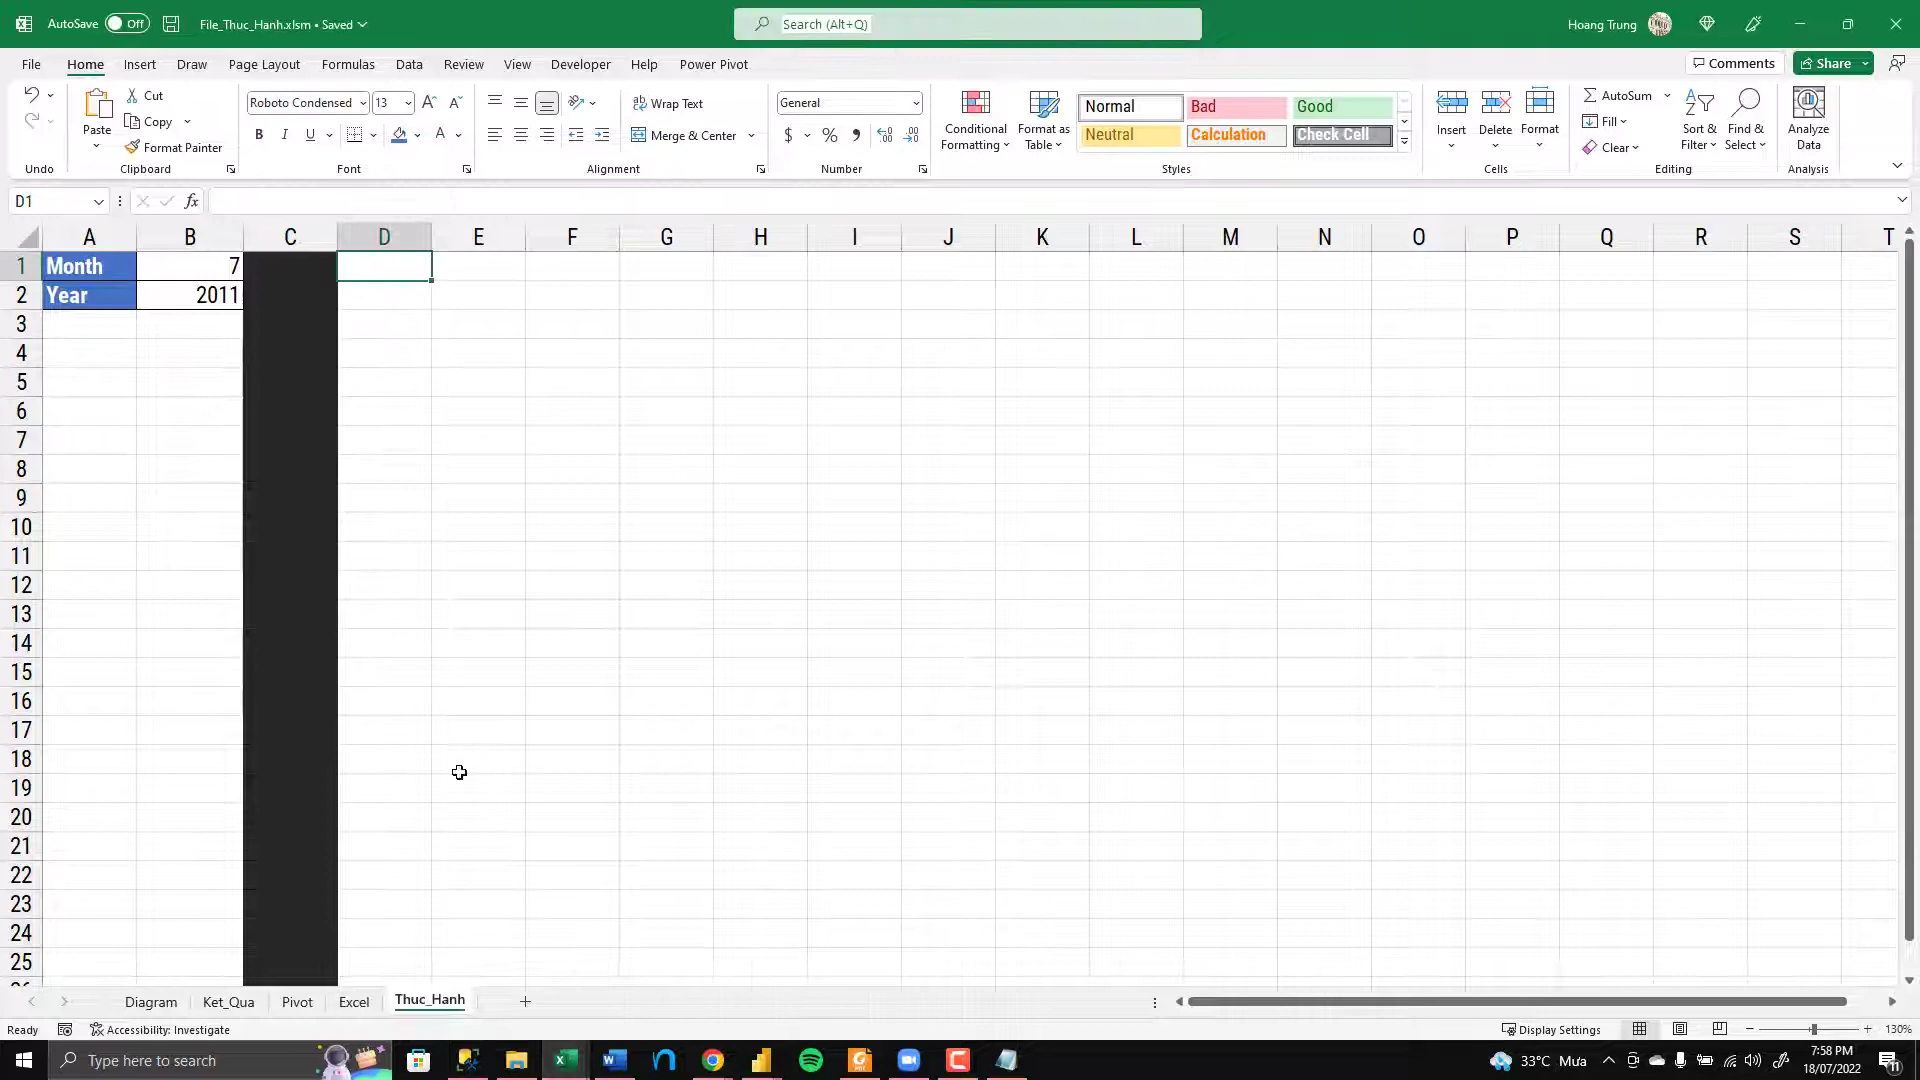 AutoSave Off File_Thuc_Hanh.xlsm • Saved Search (Alt+Q) Hoang Trung
File Home Insert Draw Page Layout Formulas Data Review View Developer Help Power Pivot Comments Share
Paste Cut Copy Format Painter
Roboto Condensed 13
B I U A
Wrap Text
Merge & Center
General
$ % 9
Conditional Formatting
Format as Table
Normal Bad Good
Neutral Calculation Check Cell
Insert Delete Format
AutoSum
Fill
Clear
Sort & Filter
Find & Select
Analyze Data
Undo Clipboard Font Alignment Number Styles Cells Editing Analysis
D1 fx
A B C D E F G H I J K L M N O P Q R S T
1 Month 7
2 Year 2011
3
4
5
6
7
8
9
10
11
12
13
14
15
16
17
18
19
20
21
22
23
24
25
Diagram Ket_Qua Pivot Excel Thuc_Hanh
Ready Accessibility: Investigate Display Settings 130%
Type here to search 33°C Mưa 7:58 PM
18/07/2022 11